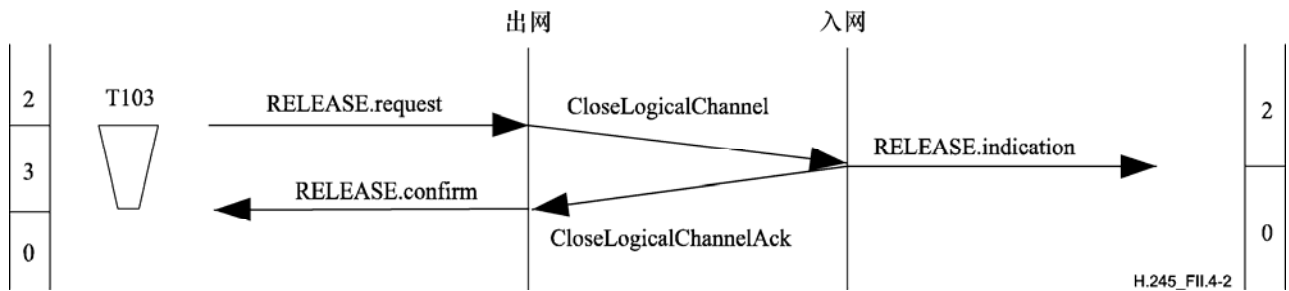 出网
入网
2
T103
RELEASE.request
CloseLogicalChannel
2
RELEASE.indication
3
RELEASE.confirm
CloseLogicalChannelAck
0
0
H.245_FII.4-2